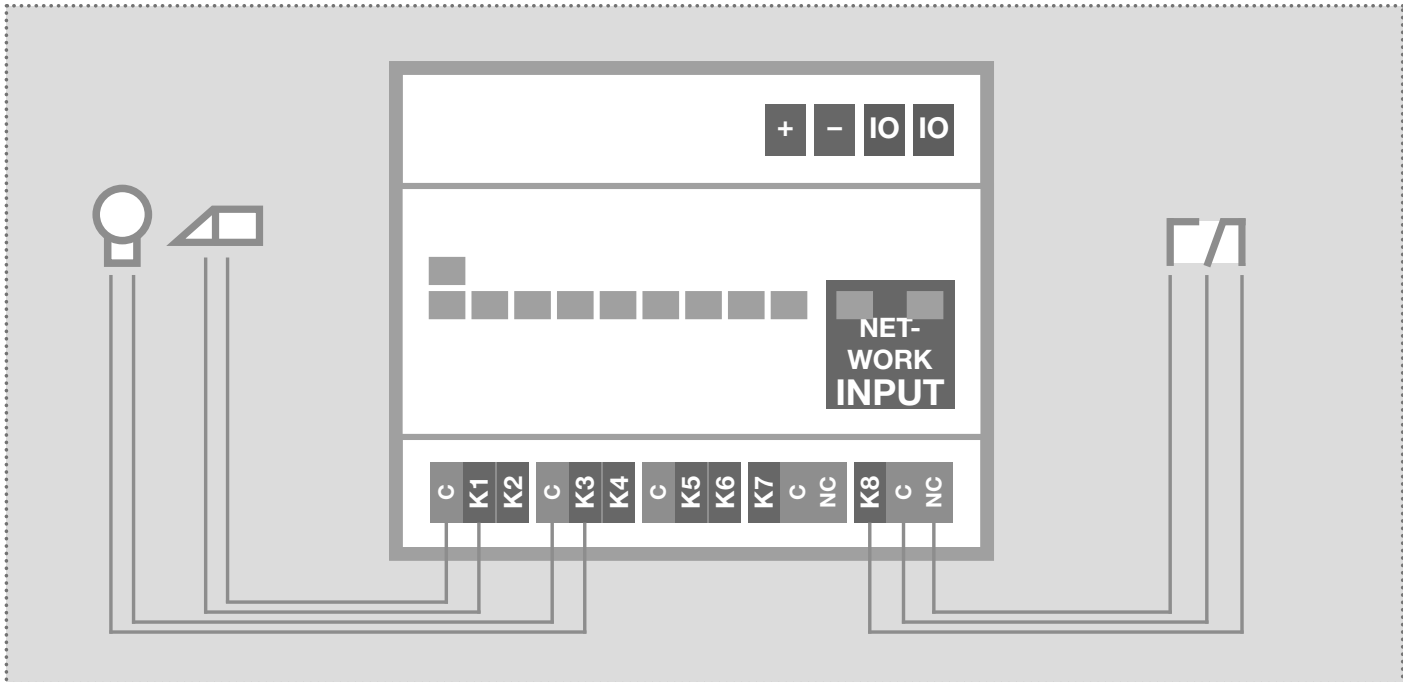 + − IO IO
NET-
WORK
INPUT
C K1 K2 C K3 K4 C K5 K6 K7 C NC K8 C NC